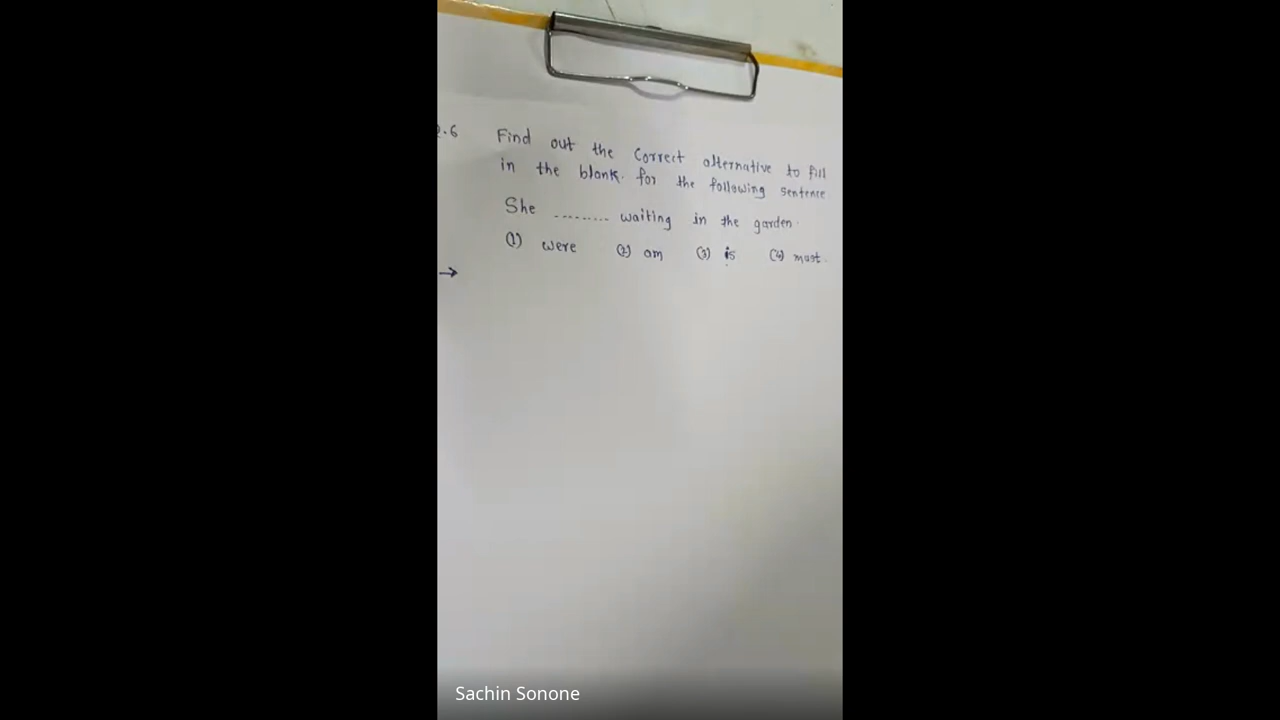 .6 Find out the Correct alternative to fill
in the blank. for the following sentence
She ......... waiting in the garden.
(1) were (2) am (3) is (4) must.
→
Sachin Sonone